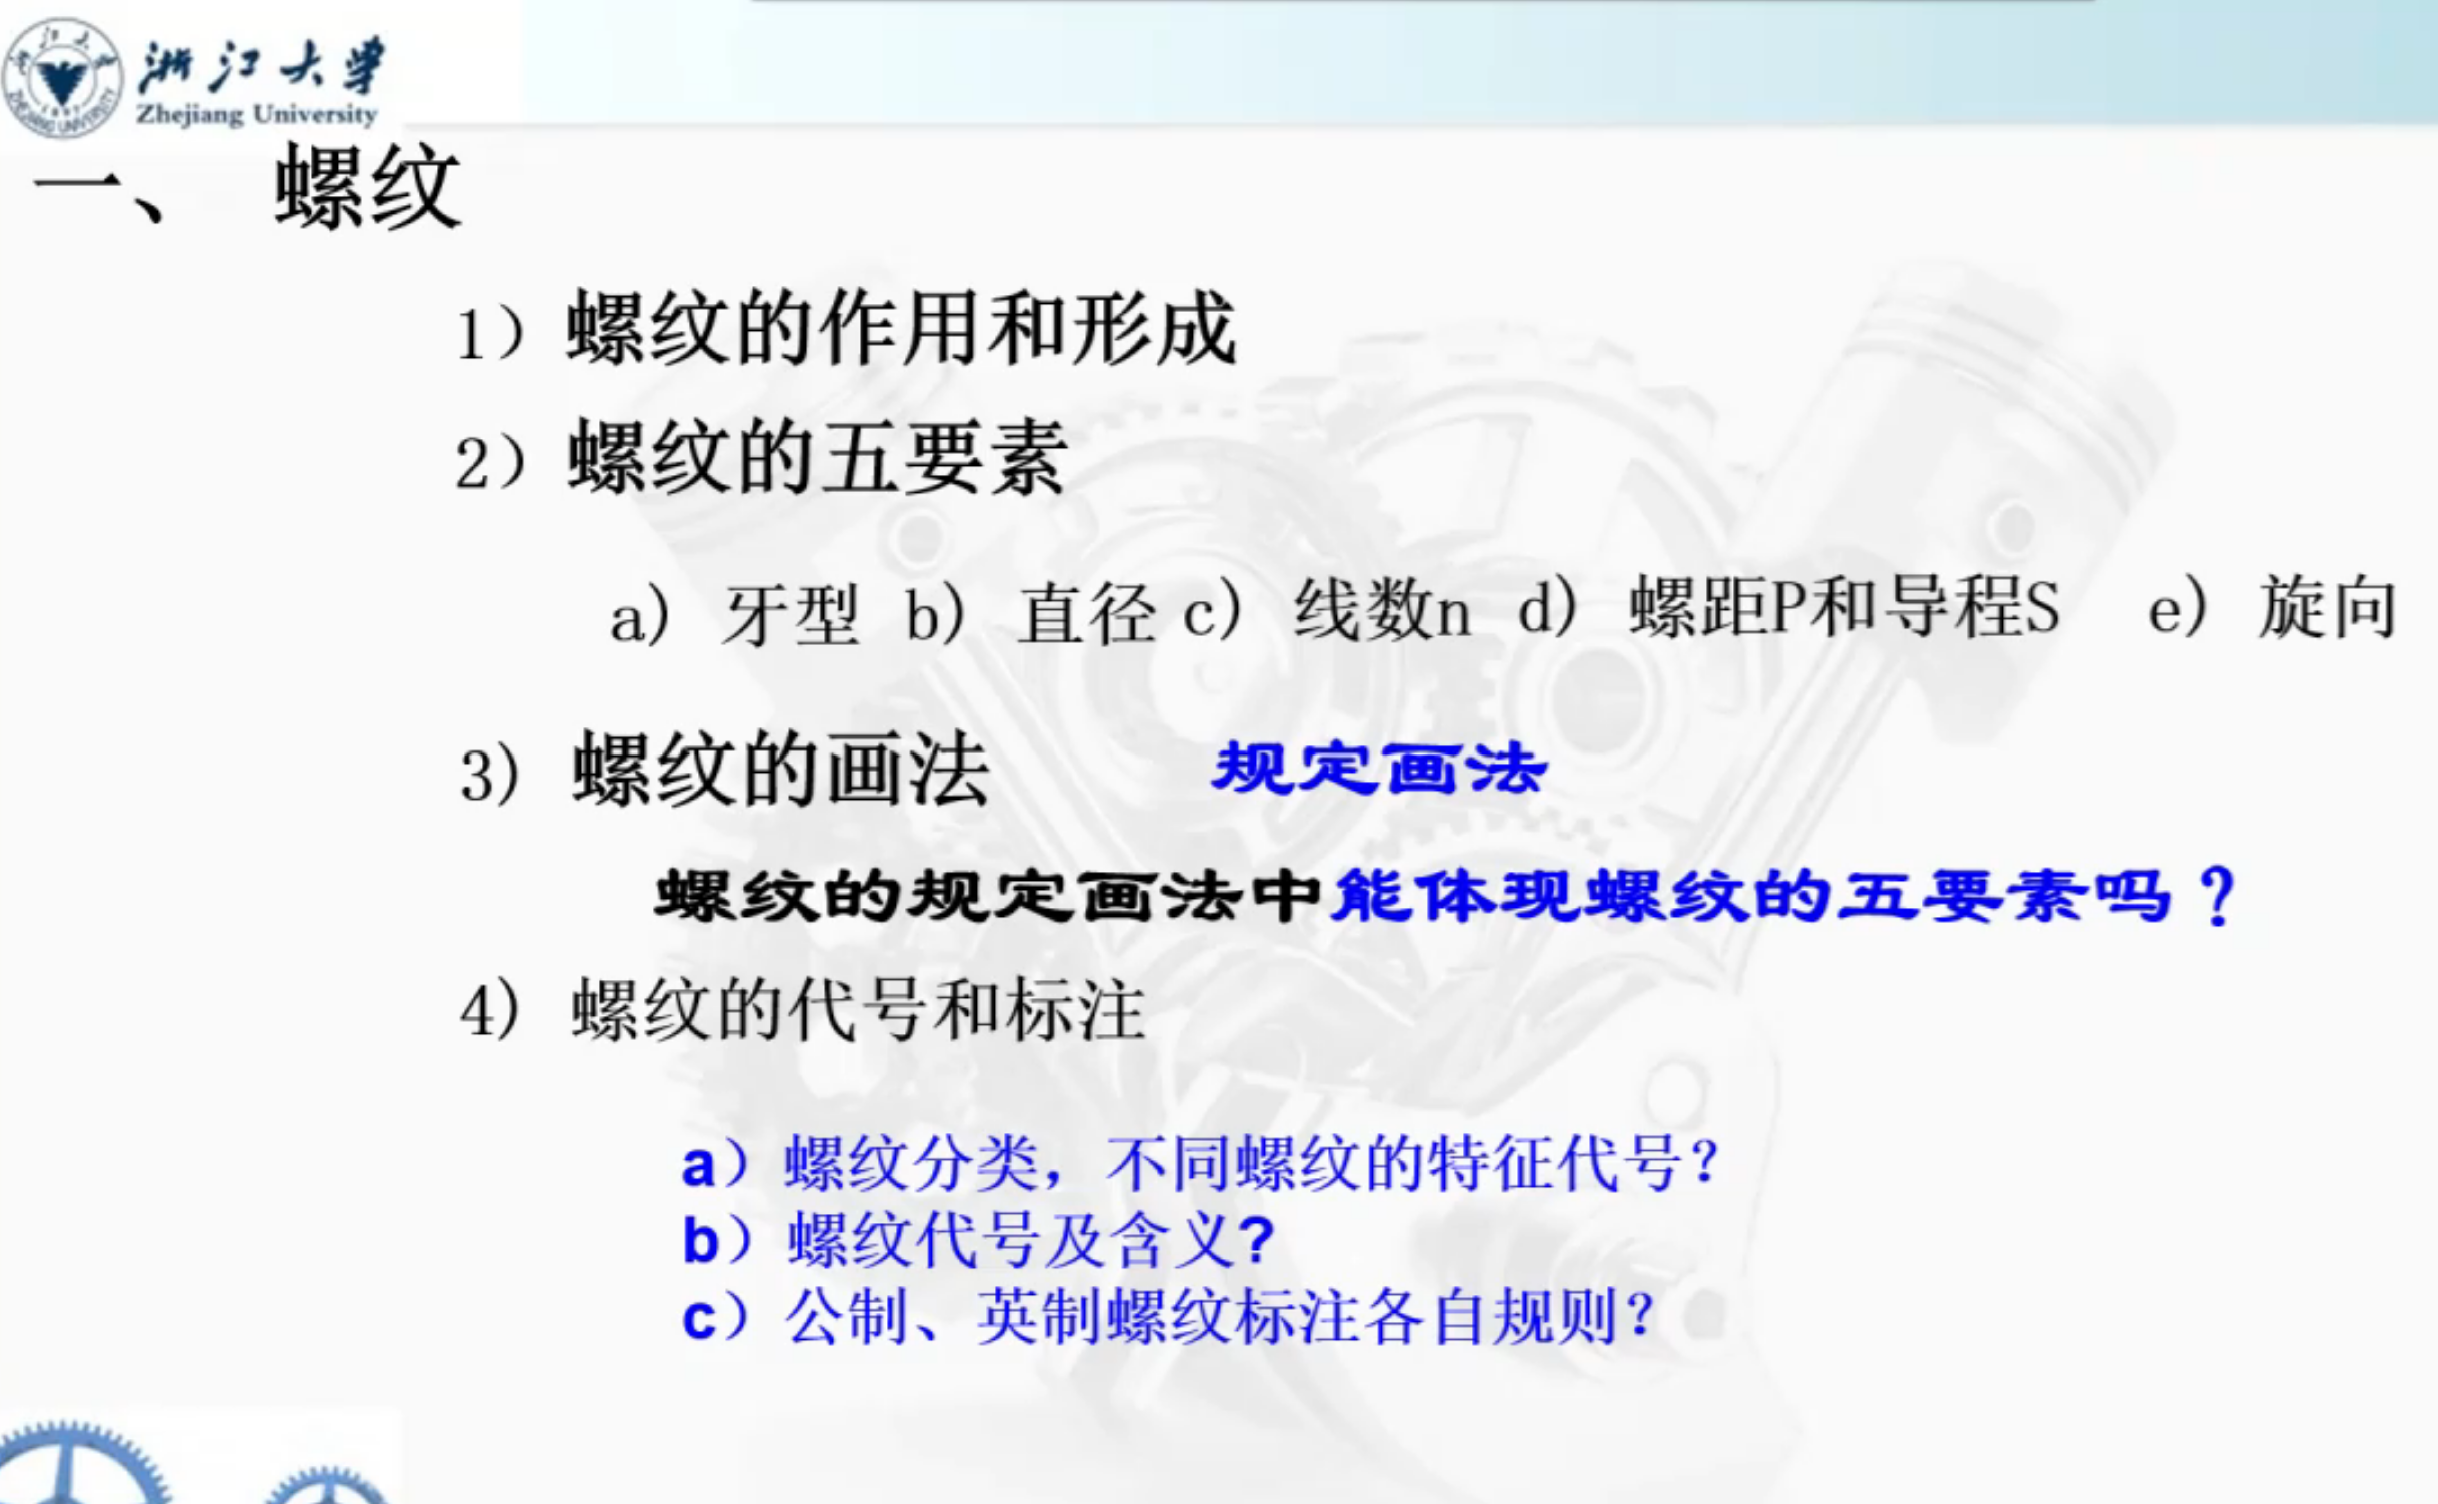 浙江大学
Zhejiang University
一、 螺纹
1）螺纹的作用和形成
2）螺纹的五要素
a) 牙型 b) 直径 c) 线数n d) 螺距P和导程S e) 旋向
3) 螺纹的画法 规定画法
螺纹的规定画法中能体现螺纹的五要素吗？
4) 螺纹的代号和标注
a）螺纹分类，不同螺纹的特征代号？
b）螺纹代号及含义?
c）公制、英制螺纹标注各自规则？